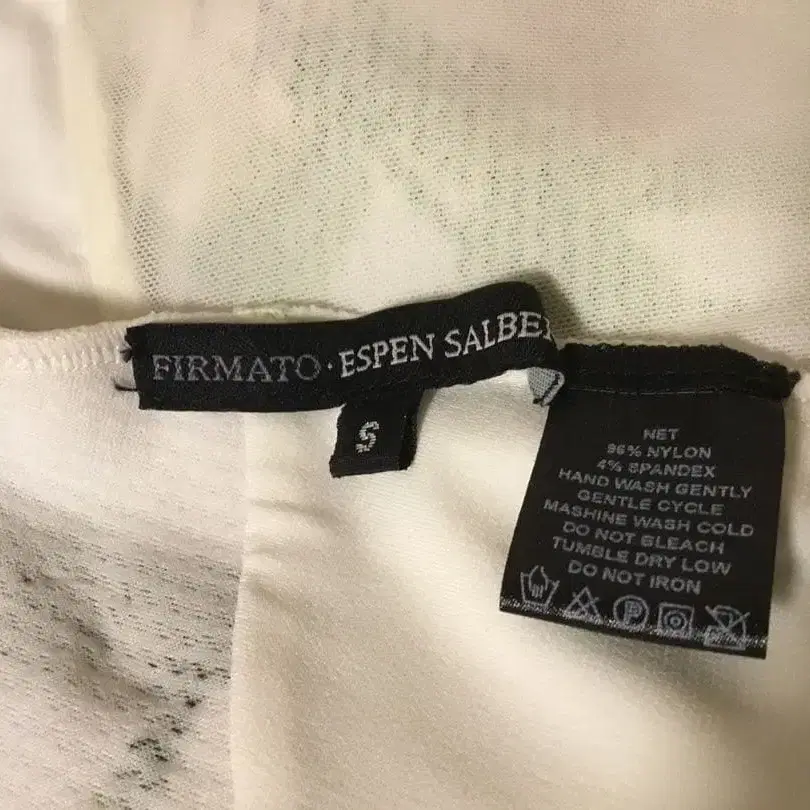 FIRMATO · ESPEN SALBE
S
NET
96% NYLON
4% SPANDEX
HAND WASH GENTLY
GENTLE CYCLE
MASHINE WASH COLD
DO NOT BLEACH
TUMBLE DRY LOW
DO NOT IRON
P